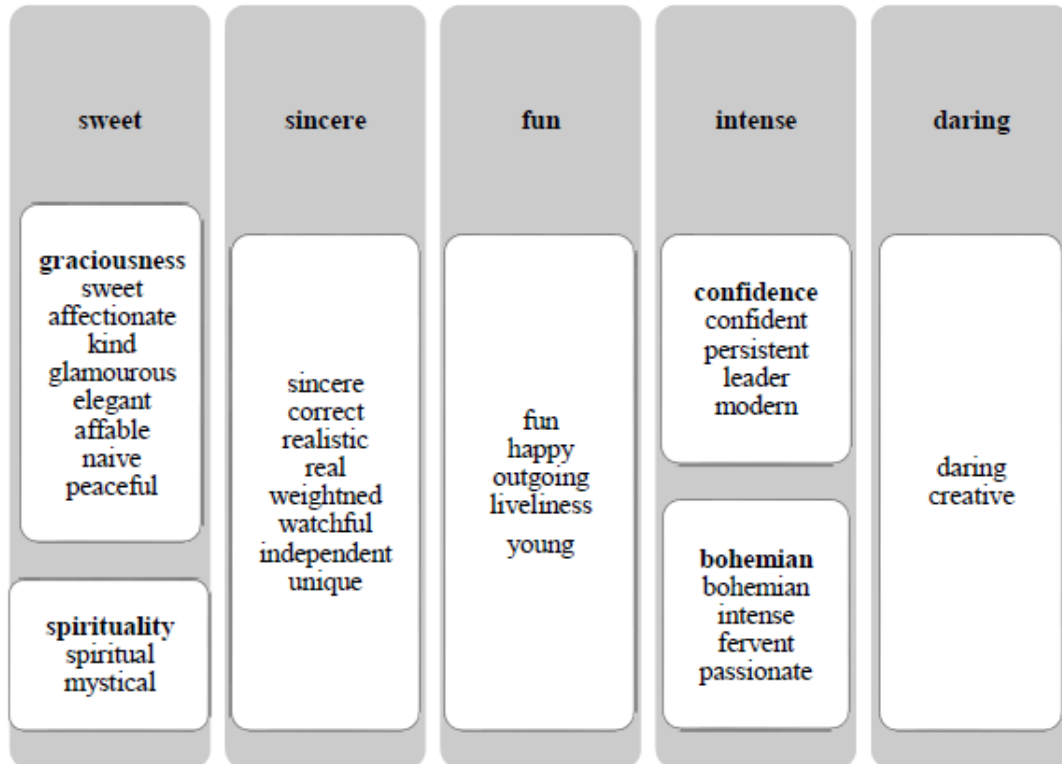 sweet
graciousness
sweet
affectionate
kind
glamourous
elegant
affable
naive
peaceful
spirituality
spiritual
mystical
sincere
sincere
correct
realistic
real
weightned
watchful
independent
unique
fun
fun
happy
outgoing
liveliness
young
intense
confidence
confident
persistent
leader
modern
bohemian
bohemian
intense
fervent
passionate
daring
daring
creative